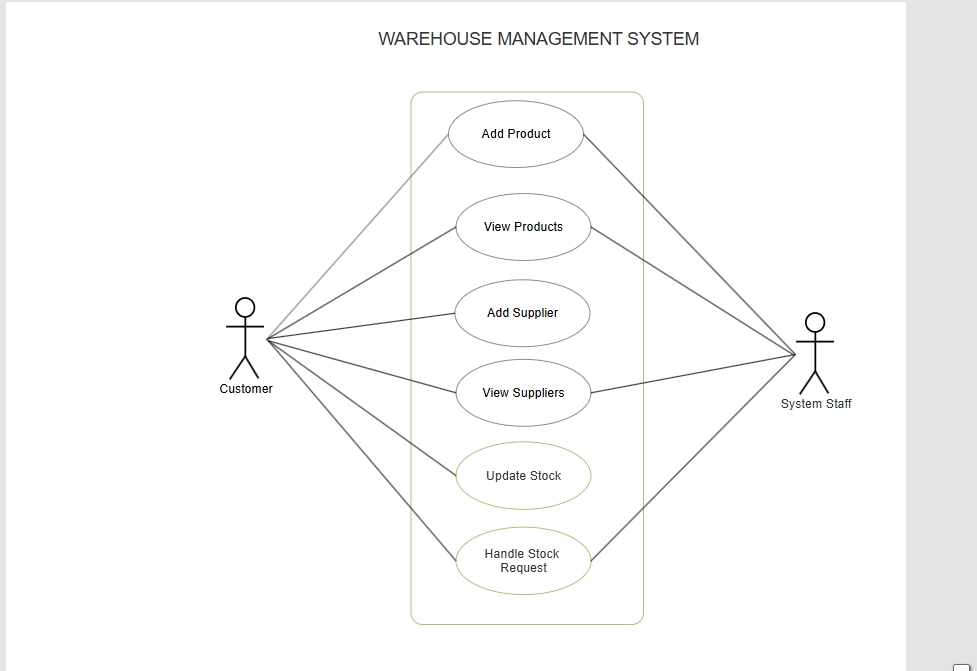 WAREHOUSE MANAGEMENT SYSTEM
Add Product
View Products
Add Supplier
View Suppliers
Update Stock
Handle Stock
Request
Customer
System Staff